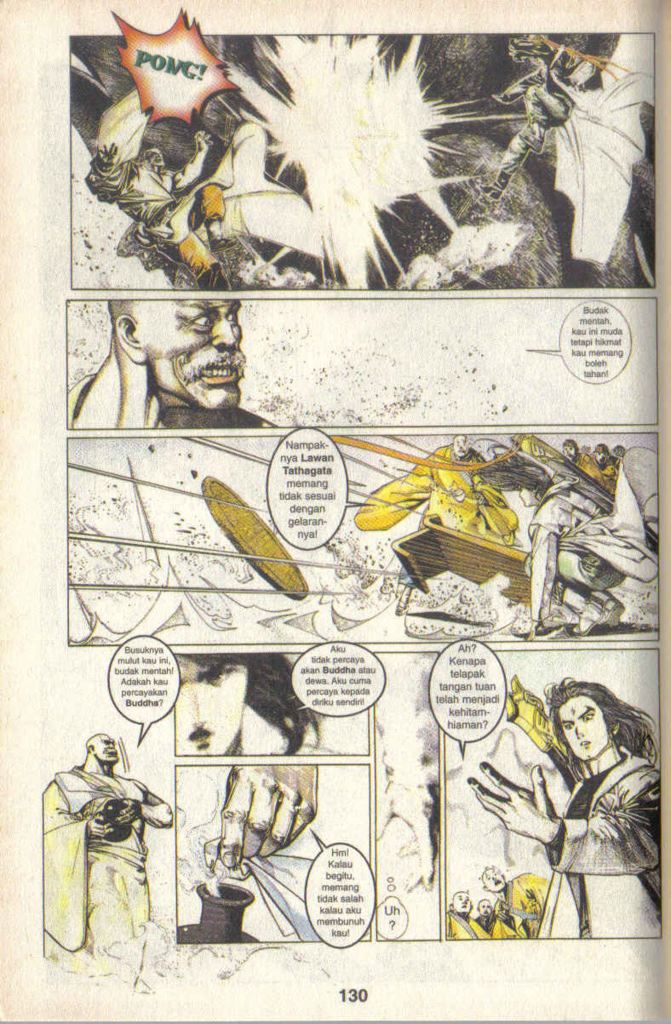 PONG!
Budak
mentah,
kau ini muda
tetapi hikmat
kau memang
boleh
tahan!
Nampak-
nya Lawan
Tathagata
memang
tidak sesuai
dengan
gelaran-
nya!
Busuknya
mulut kau ini,
budak mentah!
Adakah kau
percayakan
Buddha?
Aku
tidak percaya
akan Buddha atau
dewa. Aku cuma
percaya kepada
diriku sendiri!
Hm!
Kalau
begitu,
memang
tidak salah
kalau aku
membunuh
kau!
Uh
?
Ah?
Kenapa
telapak
tangan tuan
telah menjadi
kehitam-
hiaman?
130